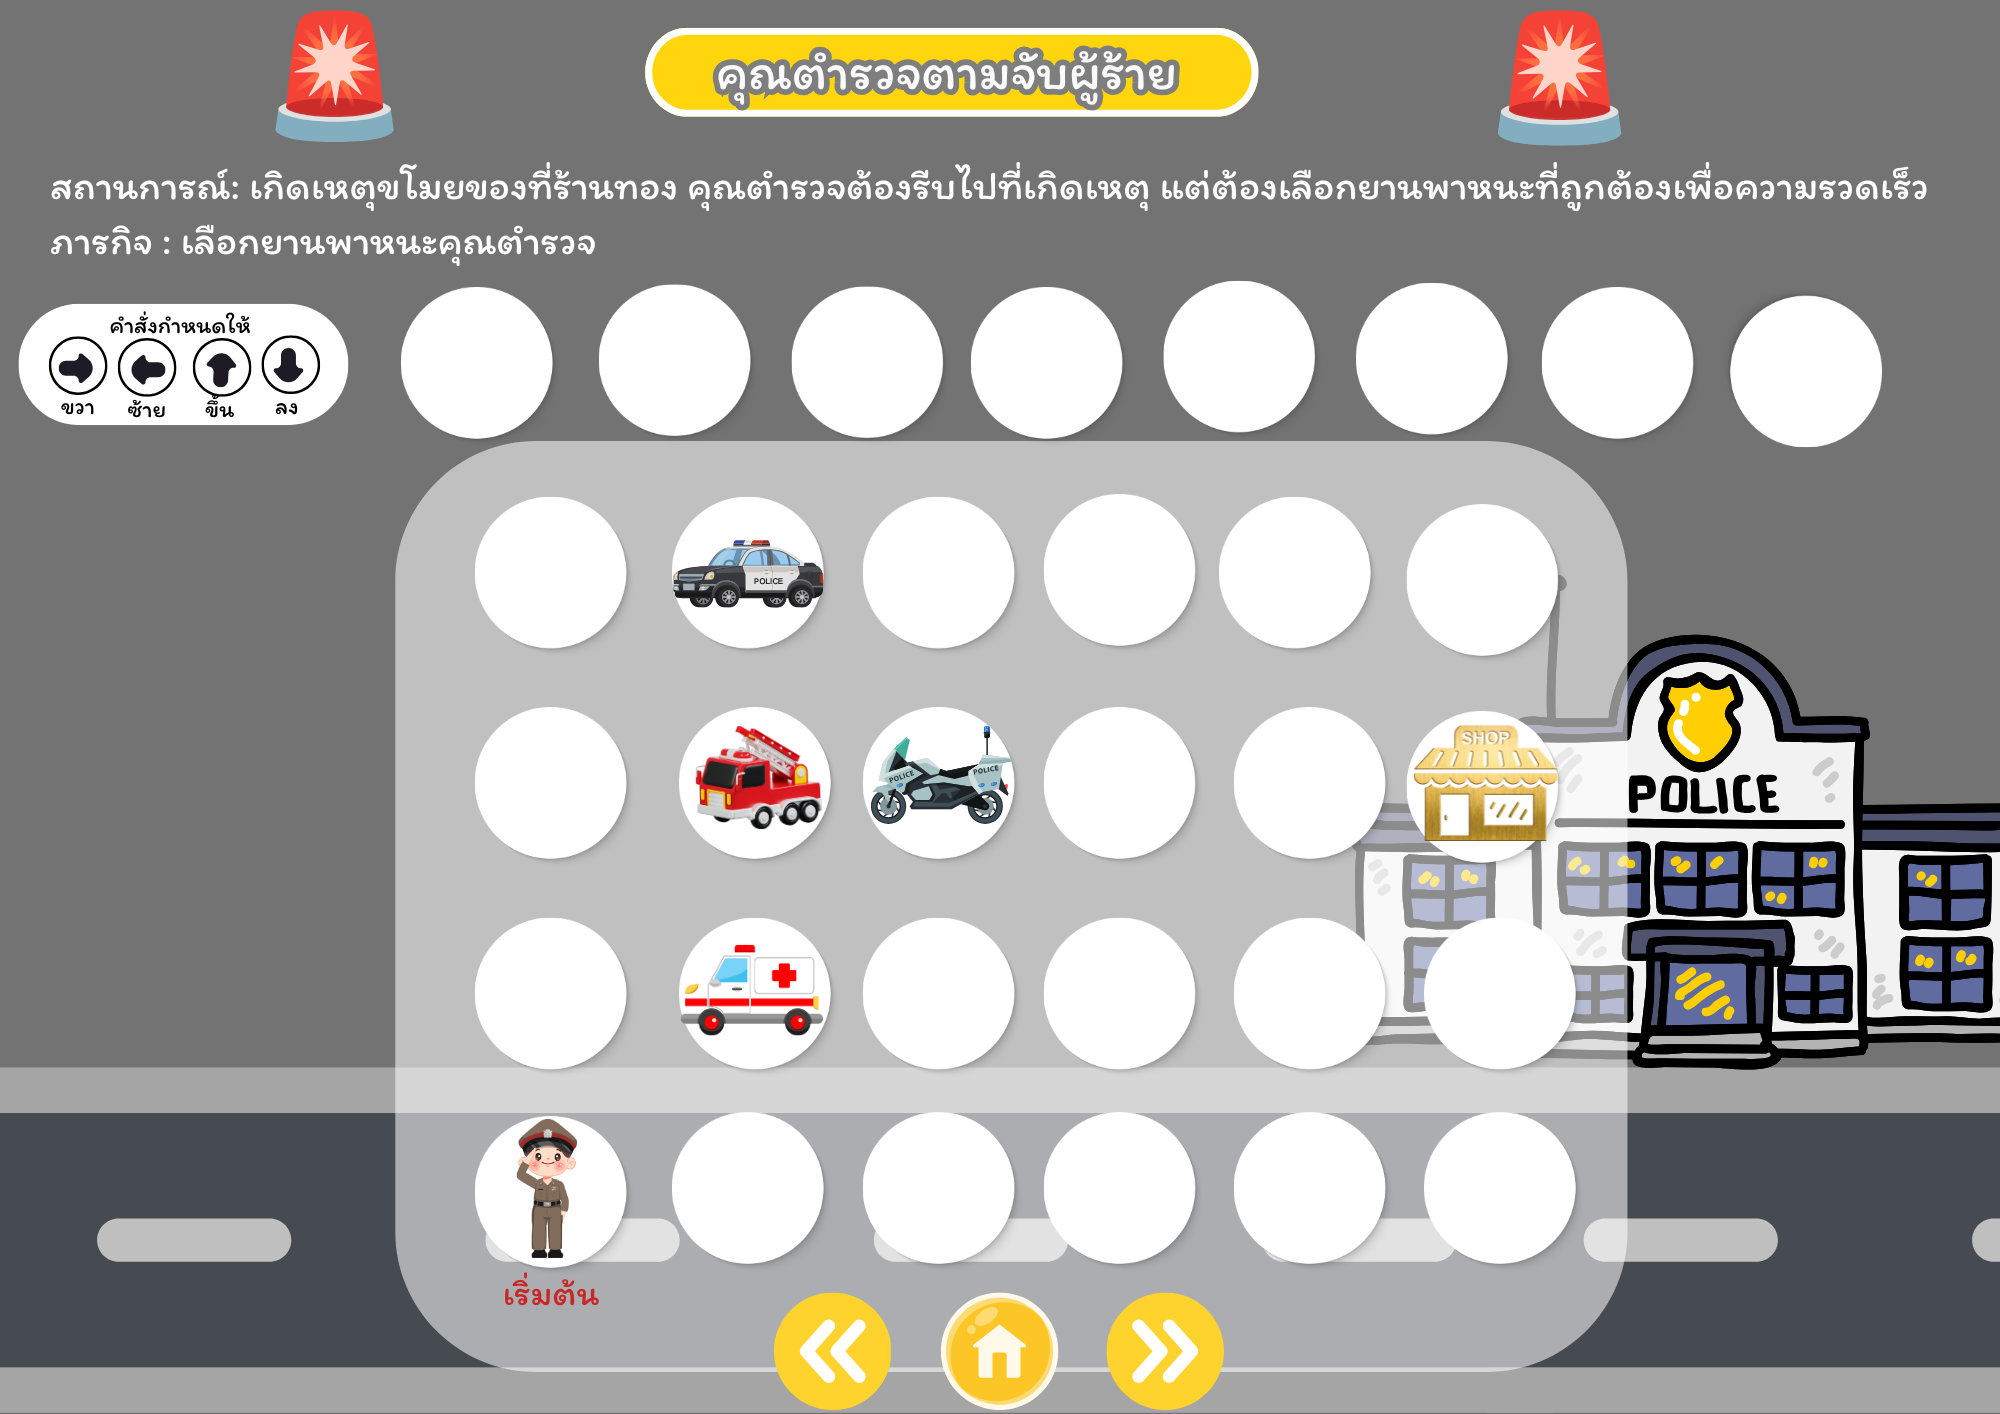 คุณตำรวจตามจับผู้ร้าย
สถานการณ์: เกิดเหตุขโมยของที่ร้านทอง คุณตำรวจต้องรีบไปที่เกิดเหตุ แต่ต้องเลือกยานพาหนะที่ถูกต้องเพื่อความรวดเร็ว
ภารกิจ : เลือกยานพาหนะคุณตำรวจ
คำสั่งกำหนดให้
ขวา ซ้าย ขึ้น ลง
POLICE
POLICE POLICE
SHOP
POLICE
เริ่มต้น